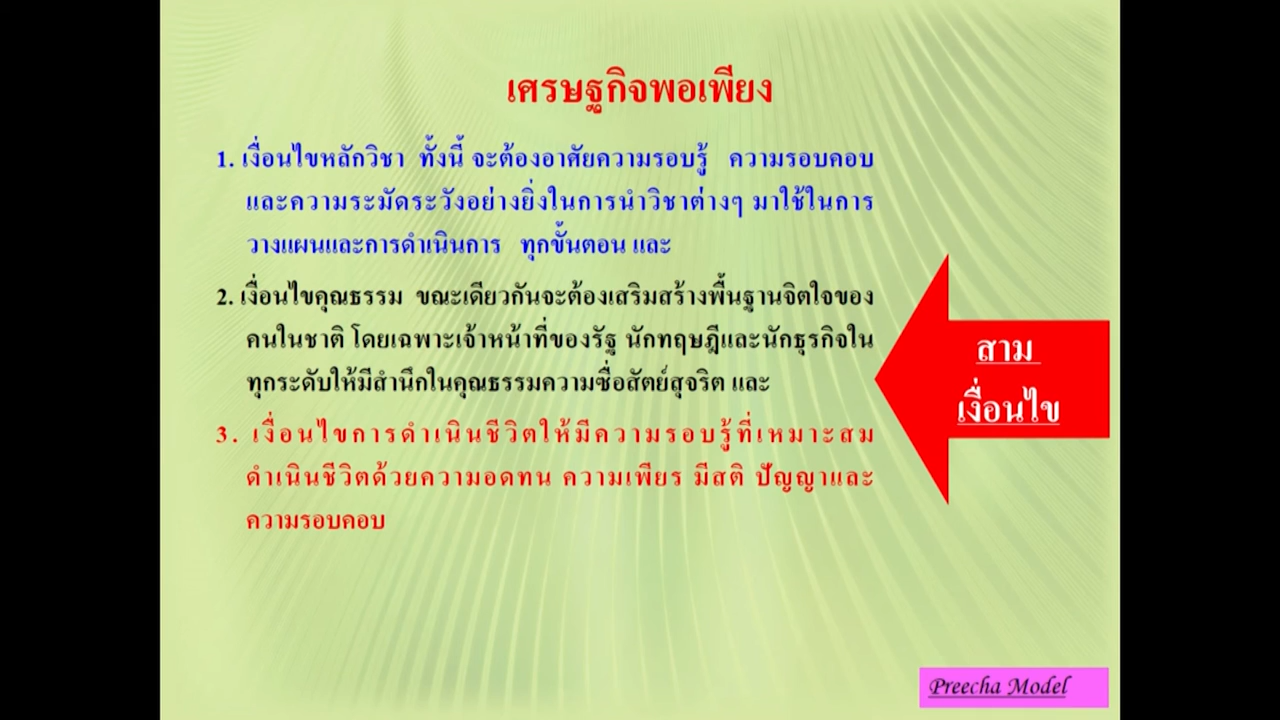 เศรษฐกิจพอเพียง
1. เงื่อนไขหลักวิชา ทั้งนี้ จะต้องอาศัยความรอบรู้ ความรอบคอบ
และความระมัดระวังอย่างยิ่งในการนำวิชาต่างๆ มาใช้ในการ
วางแผนและการดำเนินการ ทุกขั้นตอน และ
2. เงื่อนไขคุณธรรม ขณะเดียวกันจะต้องเสริมสร้างพื้นฐานจิตใจของ
คนในชาติ โดยเฉพาะเจ้าหน้าที่ของรัฐ นักทฤษฎีและนักธุรกิจใน
ทุกระดับให้มีสำนึกในคุณธรรมความซื่อสัตย์สุจริต และ
3. เงื่อนไขการดำเนินชีวิตให้มีความรอบรู้ที่เหมาะสม
ดำเนินชีวิตด้วยความอดทน ความเพียร มีสติ ปัญญาและ
ความรอบคอบ
สาม
เงื่อนไข
Preecha Model